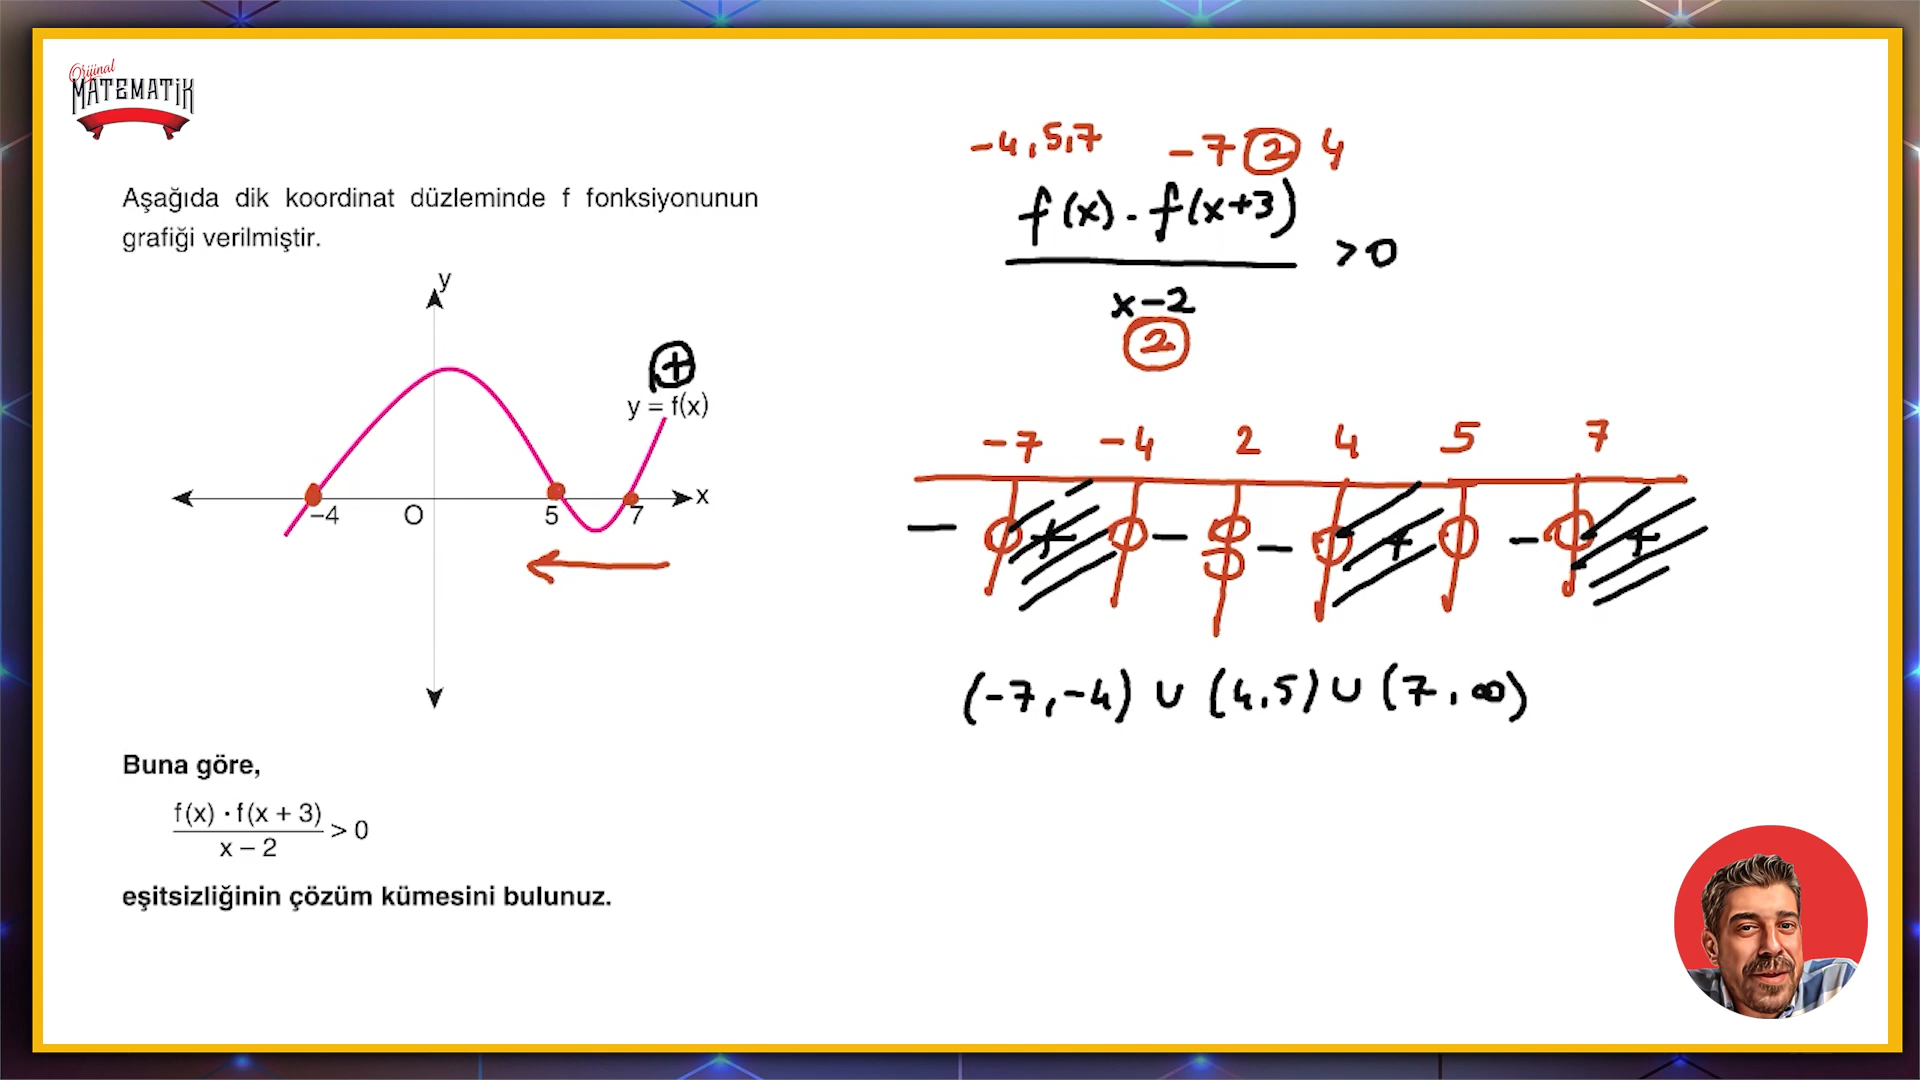 Orijinal
MATEMATİK
Aşağıda dik koordinat düzleminde f fonksiyonunun
grafiği verilmiştir.
y
+
y = f(x)
x
-4 O 5 7
Buna göre,
f(x) · f(x + 3)
> 0
x - 2
eşitsizliğinin çözüm kümesini bulunuz.
-4,5,7 -7 2 4
f(x) · f(x+3)
>0
x-2
2
-7 -4 2 4 5 7
- + - - + - +
(-7,-4) ∪ (4,5) ∪ (7,∞)